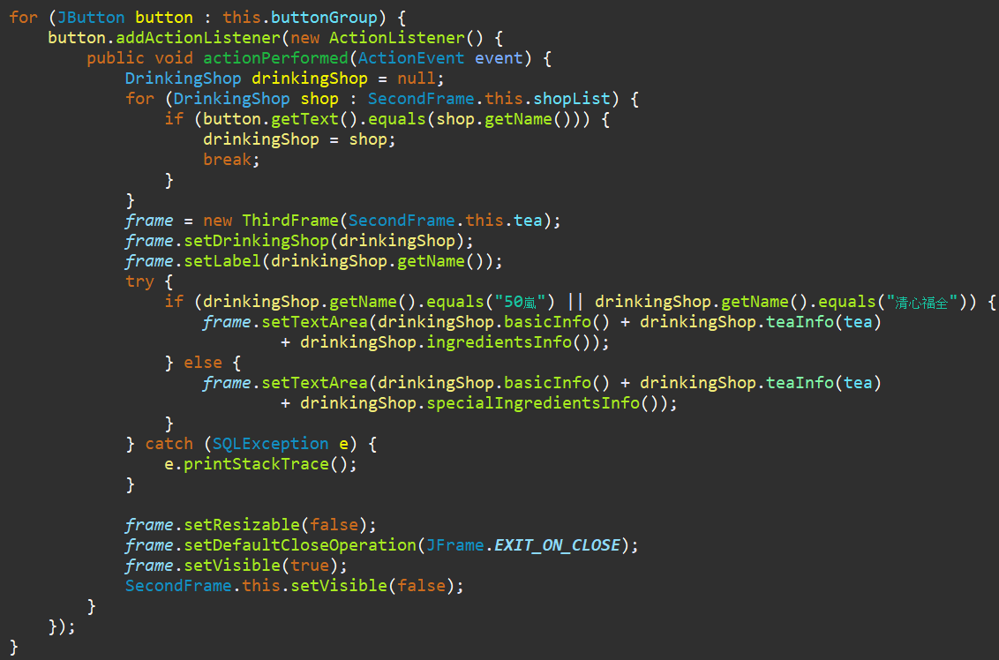 for (JButton button : this.buttonGroup) {
    button.addActionListener(new ActionListener() {
        public void actionPerformed(ActionEvent event) {
            DrinkingShop drinkingShop = null;
            for (DrinkingShop shop : SecondFrame.this.shopList) {
                if (button.getText().equals(shop.getName())) {
                    drinkingShop = shop;
                    break;
                }
            }
            frame = new ThirdFrame(SecondFrame.this.tea);
            frame.setDrinkingShop(drinkingShop);
            frame.setLabel(drinkingShop.getName());
            try {
                if (drinkingShop.getName().equals("50嵐") || drinkingShop.getName().equals("清心福全")) {
                    frame.setTextArea(drinkingShop.basicInfo() + drinkingShop.teaInfo(tea)
                            + drinkingShop.ingredientsInfo());
                } else {
                    frame.setTextArea(drinkingShop.basicInfo() + drinkingShop.teaInfo(tea)
                            + drinkingShop.specialIngredientsInfo());
                }
            } catch (SQLException e) {
                e.printStackTrace();
            }

            frame.setResizable(false);
            frame.setDefaultCloseOperation(JFrame.EXIT_ON_CLOSE);
            frame.setVisible(true);
            SecondFrame.this.setVisible(false);
        }
    });
}